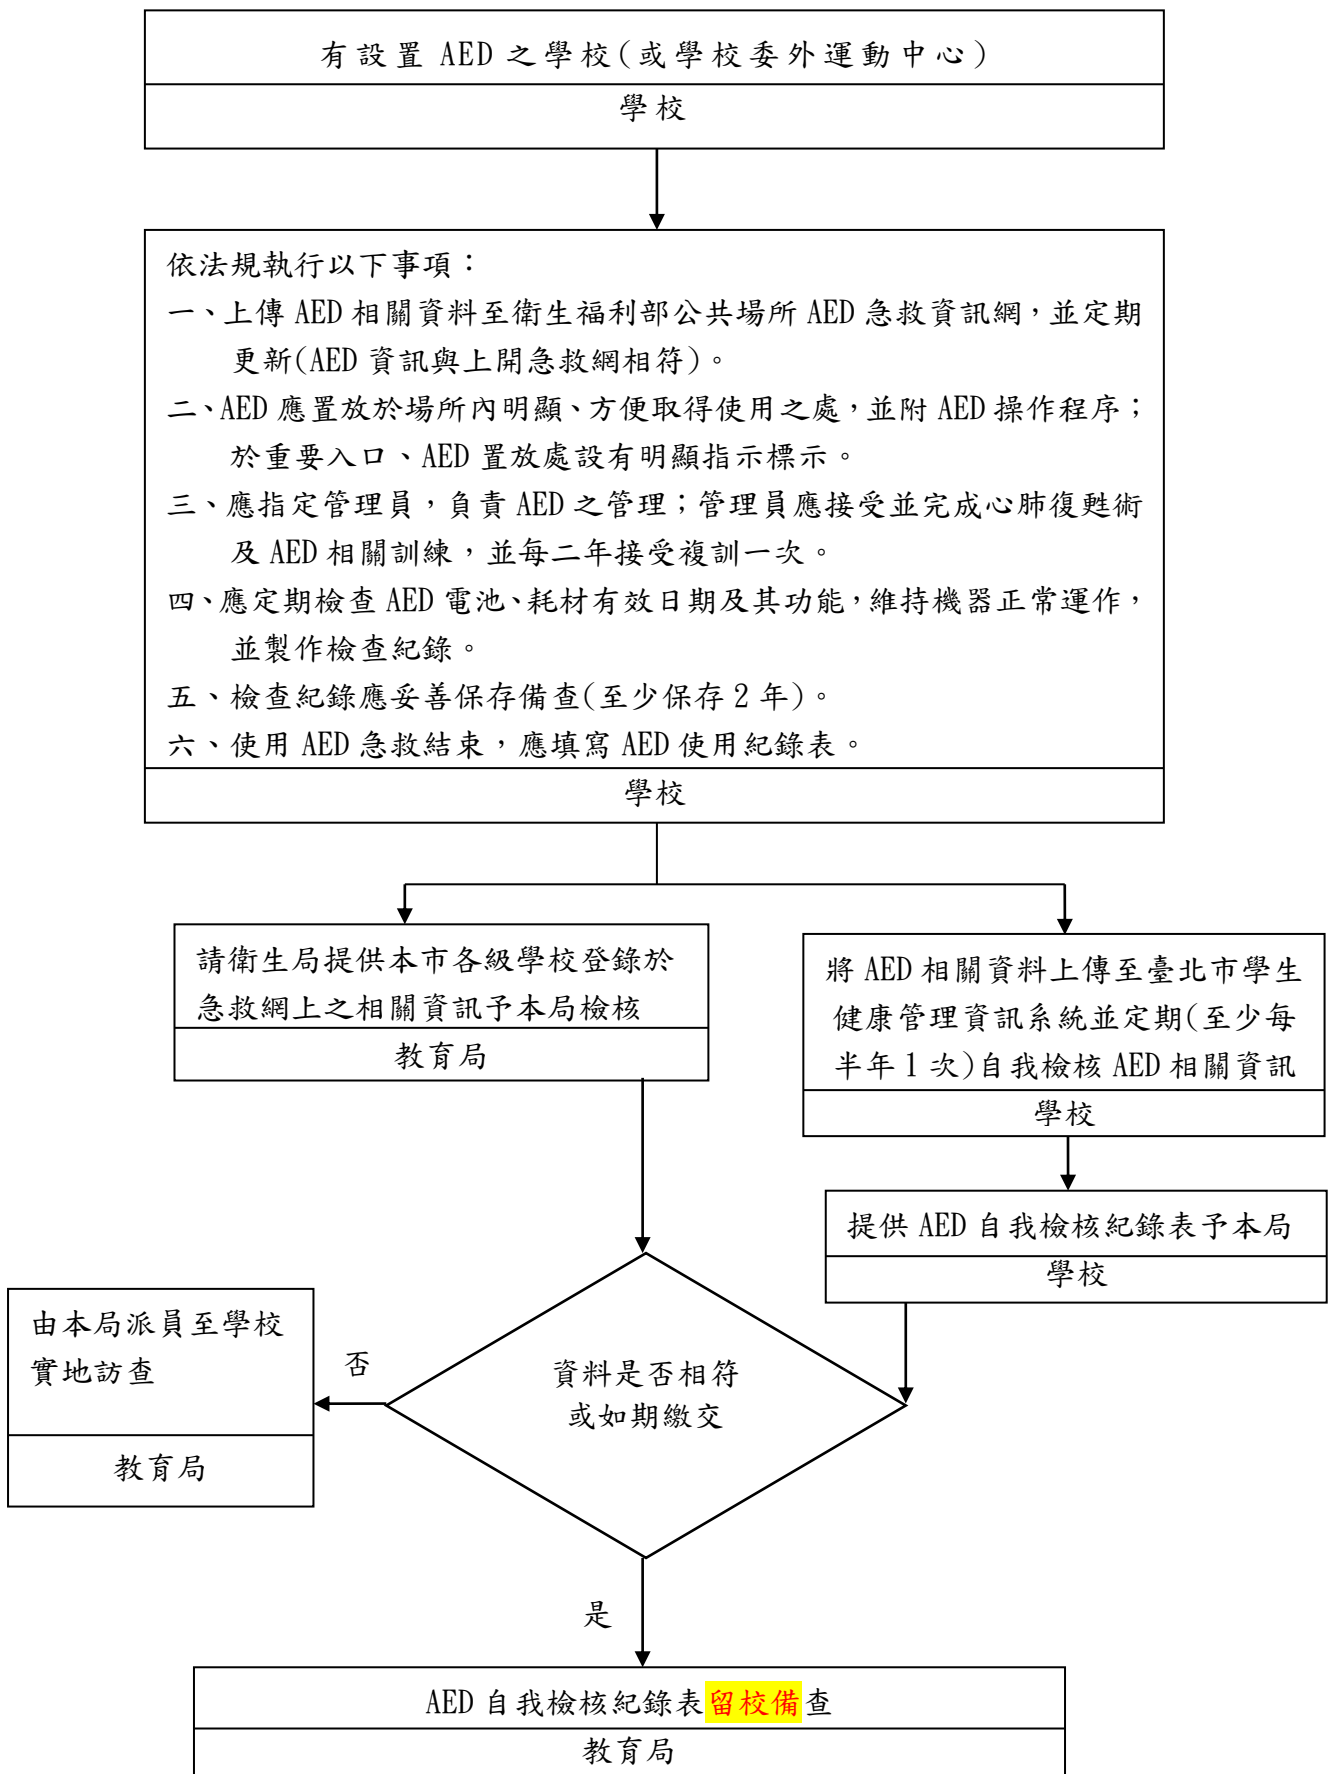 有設置 AED 之學校(或學校委外運動中心)
學校
依法規執行以下事項：
一、上傳 AED 相關資料至衛生福利部公共場所 AED 急救資訊網，並定期
更新(AED 資訊與上開急救網相符)。
二、AED 應置放於場所內明顯、方便取得使用之處，並附 AED 操作程序；
於重要入口、AED 置放處設有明顯指示標示。
三、應指定管理員，負責 AED 之管理；管理員應接受並完成心肺復甦術
及 AED 相關訓練，並每二年接受複訓一次。
四、應定期檢查 AED 電池、耗材有效日期及其功能，維持機器正常運作，
並製作檢查紀錄。
五、檢查紀錄應妥善保存備查(至少保存 2 年)。
六、使用 AED 急救結束，應填寫 AED 使用紀錄表。
學校
請衛生局提供本市各級學校登錄於
急救網上之相關資訊予本局檢核
教育局
將 AED 相關資料上傳至臺北市學生
健康管理資訊系統並定期(至少每
半年 1 次)自我檢核 AED 相關資訊
學校
提供 AED 自我檢核紀錄表予本局
學校
由本局派員至學校
實地訪查
教育局
否
資料是否相符
或如期繳交
是
AED 自我檢核紀錄表留校備查
教育局